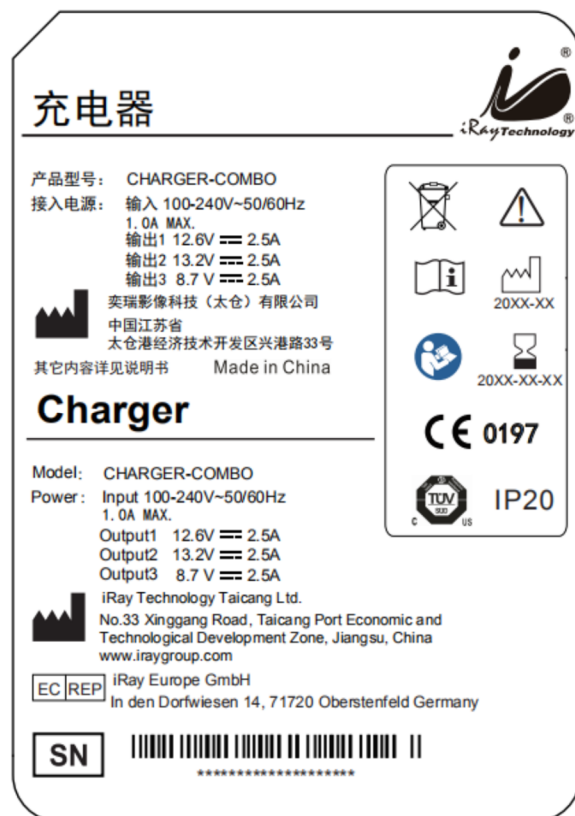 充电器
iRayTechnology
®
®
产品型号： CHARGER-COMBO
接入电源： 输入 100-240V~50/60Hz
1.0A MAX.
输出1 12.6V ⎓ 2.5A
输出2 13.2V ⎓ 2.5A
输出3 8.7 V ⎓ 2.5A
奕瑞影像科技（太仓）有限公司
中国江苏省
太仓港经济技术开发区兴港路33号
其它内容详见说明书 Made in China
i
20XX-XX
20XX-XX-XX
CE 0197
TÜV
SÜD
C US
IP20
Charger
Model: CHARGER-COMBO
Power: Input 100-240V~50/60Hz
1.0A MAX.
Output1 12.6V ⎓ 2.5A
Output2 13.2V ⎓ 2.5A
Output3 8.7 V ⎓ 2.5A
iRay Technology Taicang Ltd.
No.33 Xinggang Road, Taicang Port Economic and
Technological Development Zone, Jiangsu, China
www.iraygroup.com
EC REP iRay Europe GmbH
In den Dorfwiesen 14, 71720 Oberstenfeld Germany
SN
********************